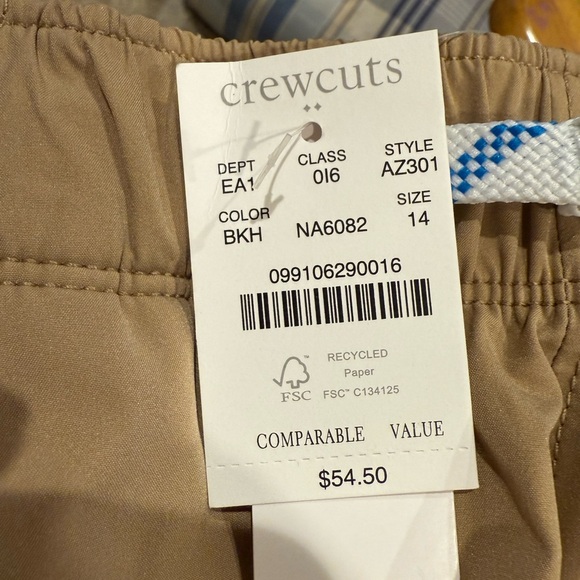 crewcuts
DEPT CLASS STYLE
EA1 0I6 AZ301
COLOR SIZE
BKH NA6082 14
099106290016
RECYCLED
Paper
FSC FSC™ C134125
COMPARABLE VALUE
$54.50